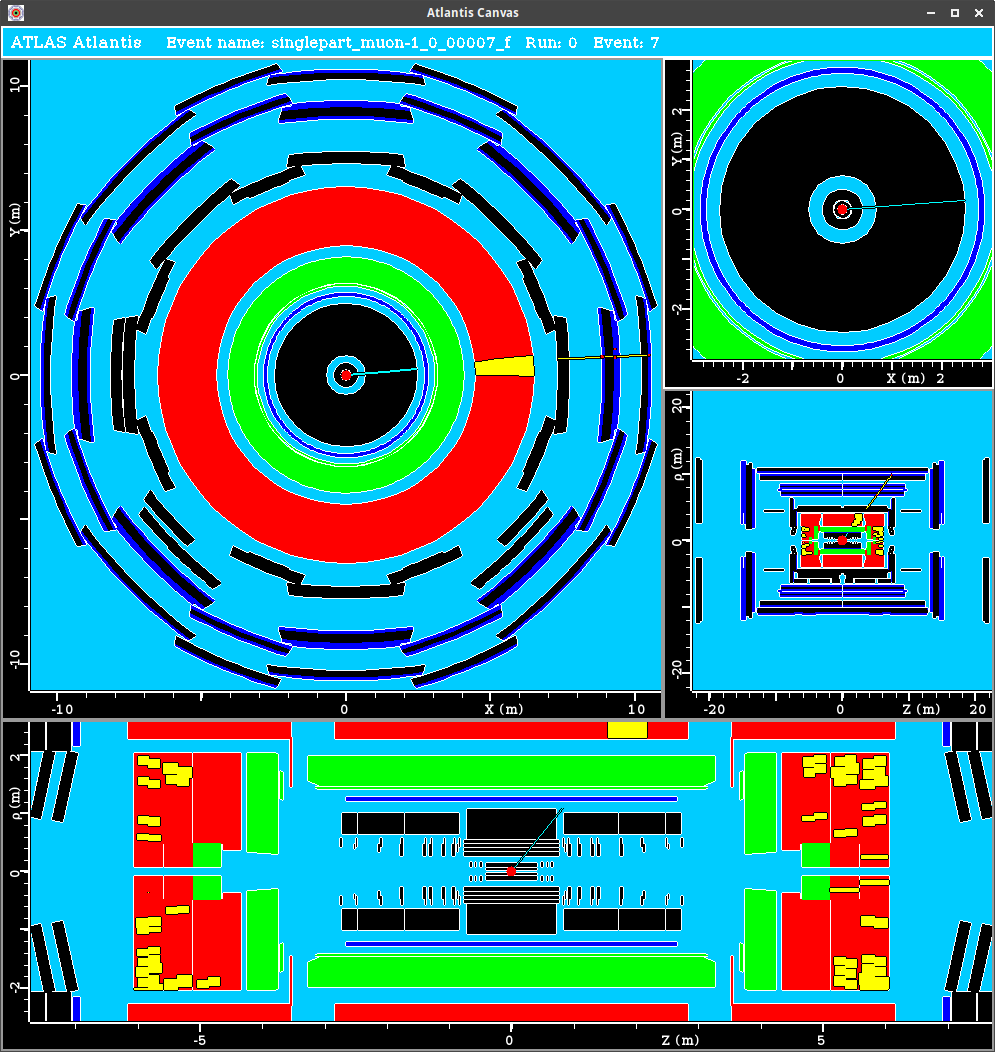 Atlantis Canvas
ATLAS Atlantis Event name: singlepart_muon-1_0_00007_f Run: 0 Event: 7
10
Y (m)
0
-10
-10 0 X (m) 10
2
Y (m)
0
-2
-2 0 X (m) 2
20
ρ (m)
0
-20
-20 0 Z (m) 20
2
ρ (m)
0
-2
-5 0 Z (m) 5